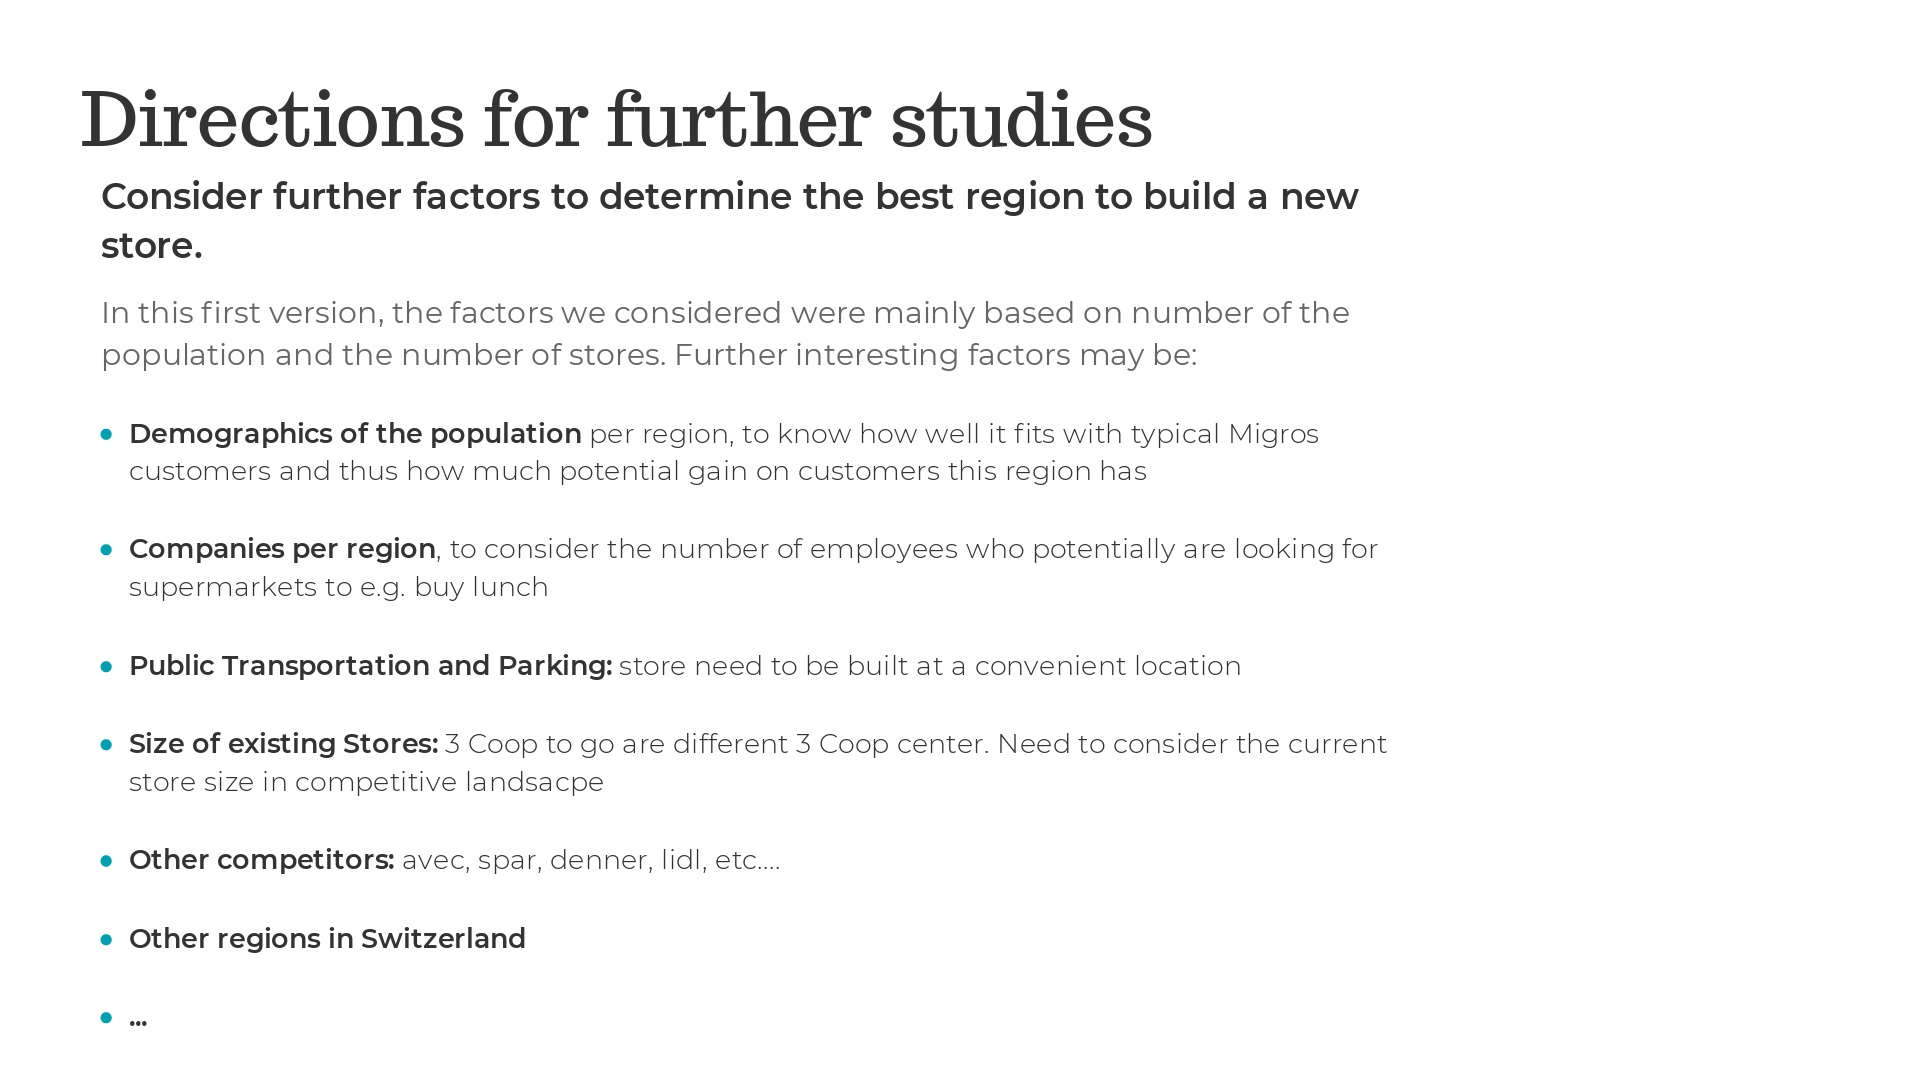 Directions for further studies
Consider further factors to determine the best region to build a new
store.
In this first version, the factors we considered were mainly based on number of the
population and the number of stores. Further interesting factors may be:
• Demographics of the population per region, to know how well it fits with typical Migros
customers and thus how much potential gain on customers this region has
• Companies per region, to consider the number of employees who potentially are looking for
supermarkets to e.g. buy lunch
• Public Transportation and Parking: store need to be built at a convenient location
• Size of existing Stores: 3 Coop to go are different 3 Coop center. Need to consider the current
store size in competitive landsacpe
• Other competitors: avec, spar, denner, lidl, etc....
• Other regions in Switzerland
• ...